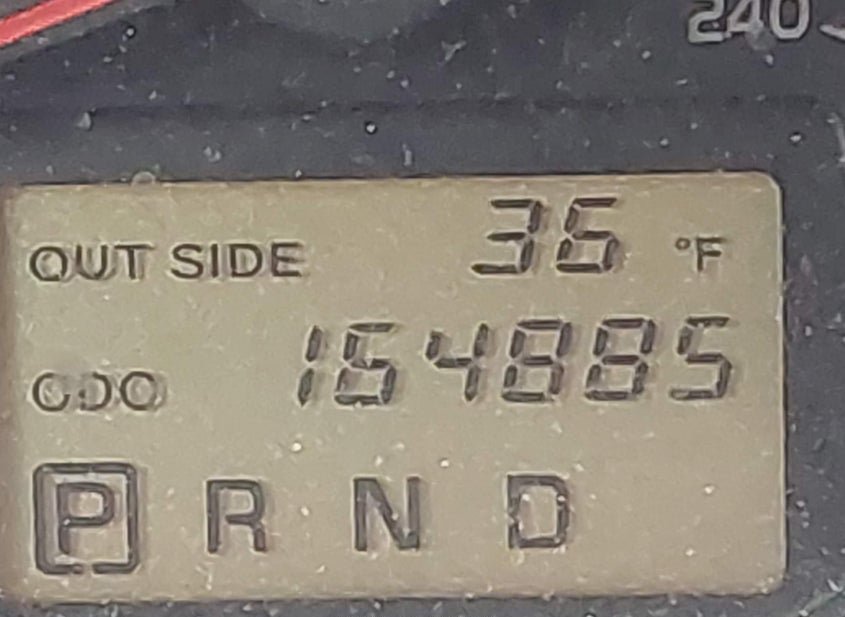 240
OUT SIDE 36 °F
ODO 164885
P R N D